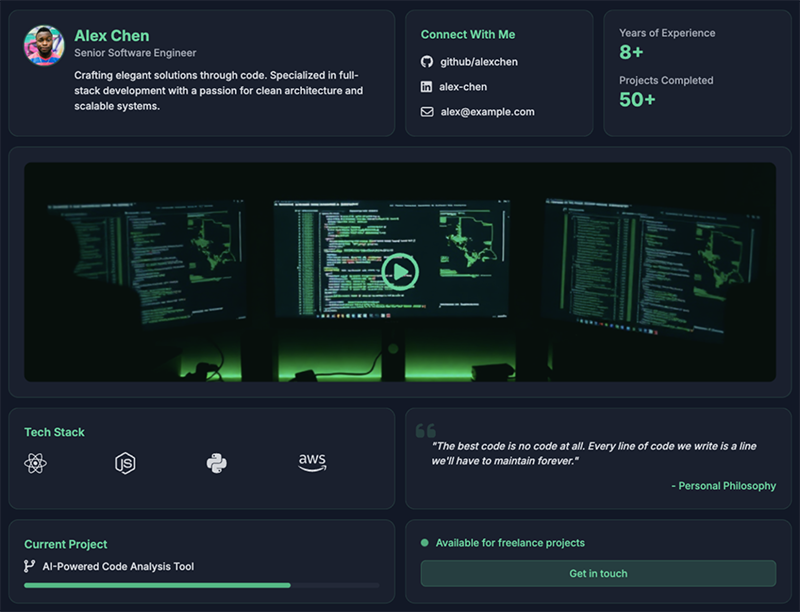 Alex Chen
Senior Software Engineer
Crafting elegant solutions through code. Specialized in full-
stack development with a passion for clean architecture and
scalable systems.
Connect With Me
github/alexchen
alex-chen
alex@example.com
Years of Experience
8+
Projects Completed
50+
Tech Stack
JS
aws
"The best code is no code at all. Every line of code we write is a line
we'll have to maintain forever."
- Personal Philosophy
Current Project
AI-Powered Code Analysis Tool
Available for freelance projects
Get in touch